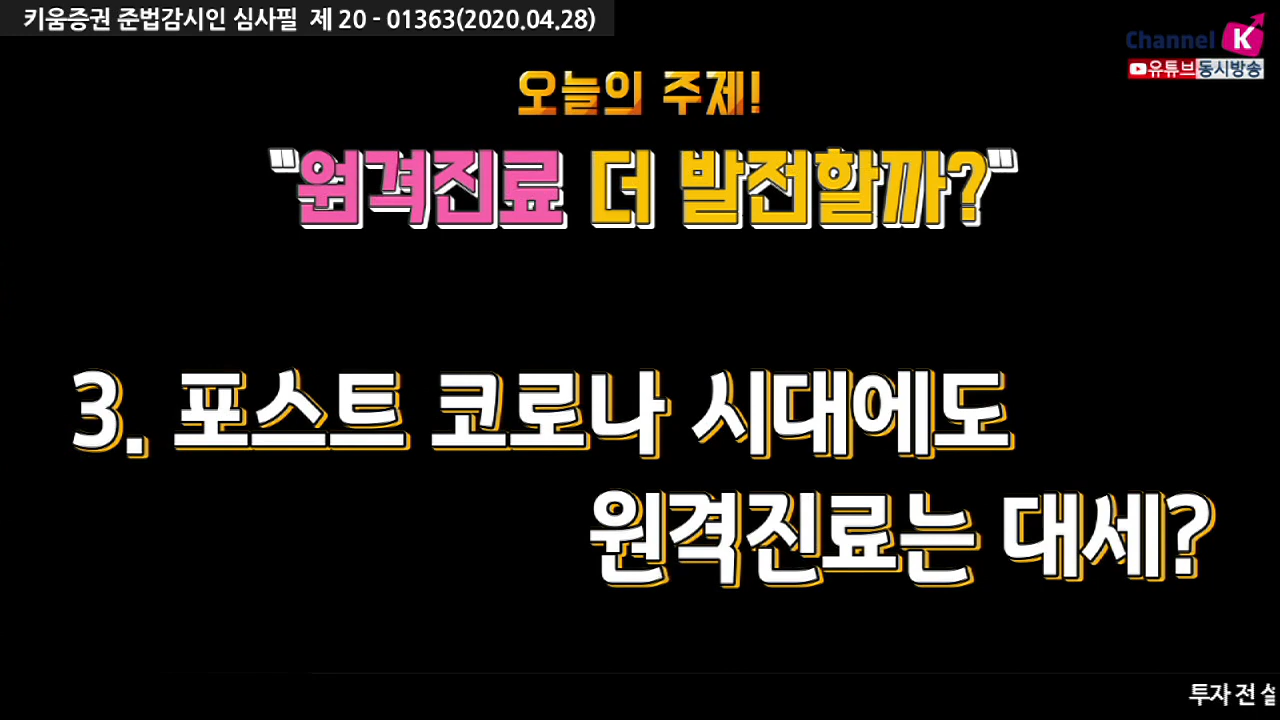 키움증권 준법감시인 심사필 제 20 - 01363(2020.04.28)
Channel K
유튜브동시방송
오늘의 주제!
"원격진료 더 발전할까?"
3. 포스트 코로나 시대에도
원격진료는 대세?
투자 전